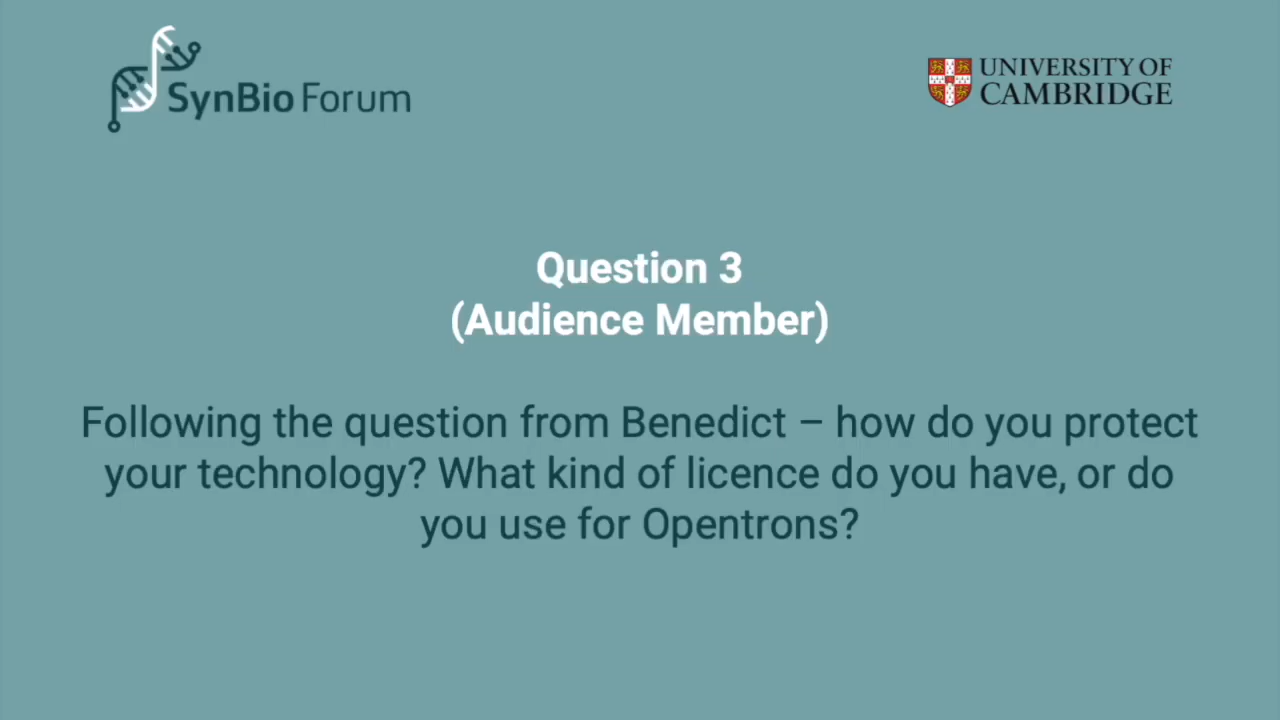 SynBio Forum
UNIVERSITY OF
CAMBRIDGE
Question 3
(Audience Member)
Following the question from Benedict – how do you protect
your technology? What kind of licence do you have, or do
you use for Opentrons?